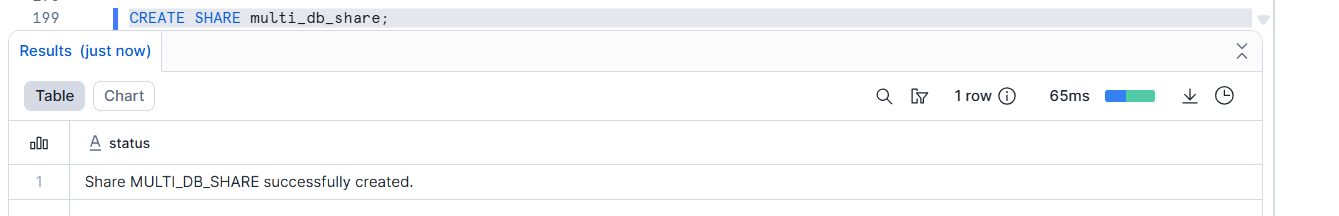 199 CREATE SHARE multi_db_share;
Results (just now)
Table Chart 1 row 65ms
A status
1 Share MULTI_DB_SHARE successfully created.